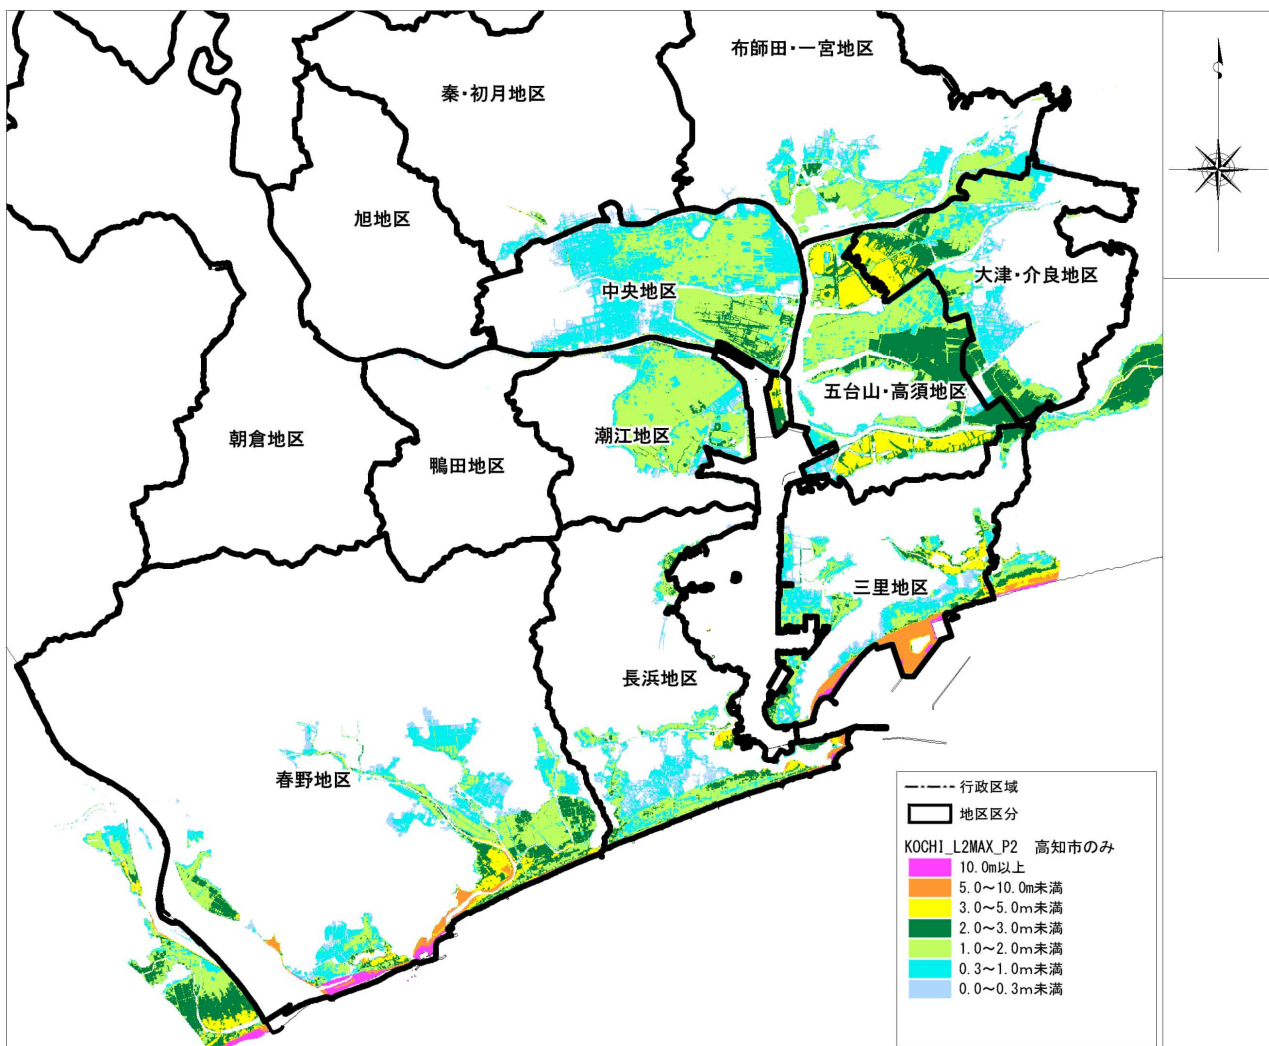 布師田・一宮地区
秦・初月地区
旭地区
大津・介良地区
中央地区
五台山・高須地区
朝倉地区
鴨田地区
潮江地区
三里地区
長浜地区
春野地区
行政区域
地区区分
KOCHI_L2MAX_P2 高知市のみ
10.0m以上
5.0～10.0m未満
3.0～5.0m未満
2.0～3.0m未満
1.0～2.0m未満
0.3～1.0m未満
0.0～0.3m未満